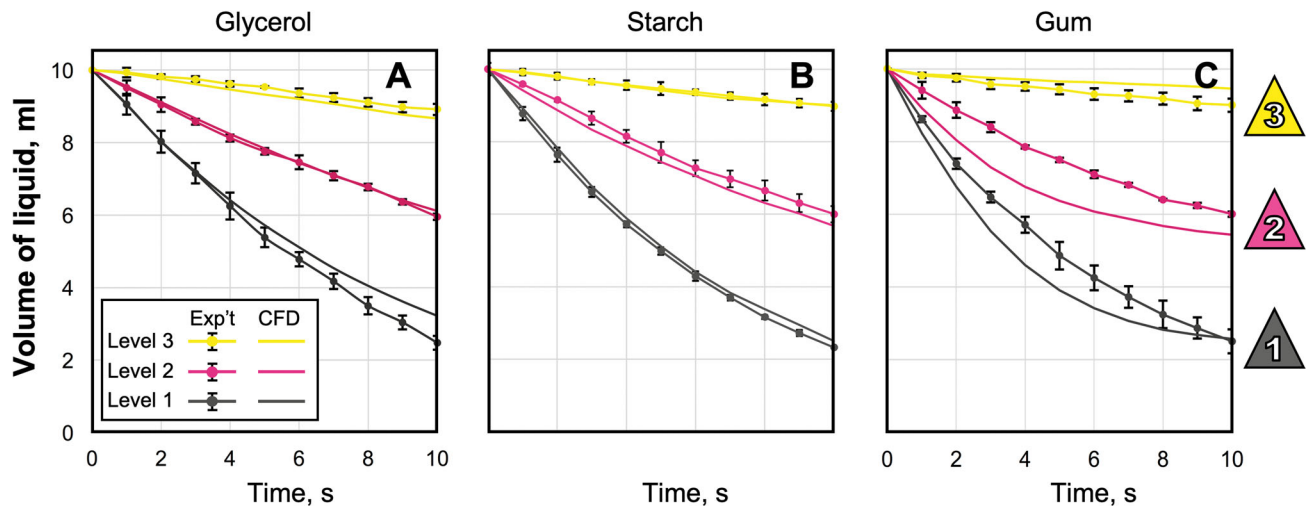 Glycerol
Starch
Gum
Volume of liquid, ml
10
8
6
4
2
0
A
B
C
Exp't CFD
Level 3
Level 2
Level 1
0 2 4 6 8 10
Time, s
Time, s
0 2 4 6 8 10
Time, s
3
2
1